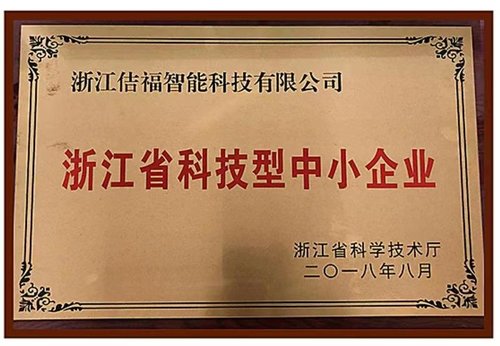 浙江佶福智能科技有限公司
浙江省科技型中小企业
浙江省科学技术厅
二〇一八年八月